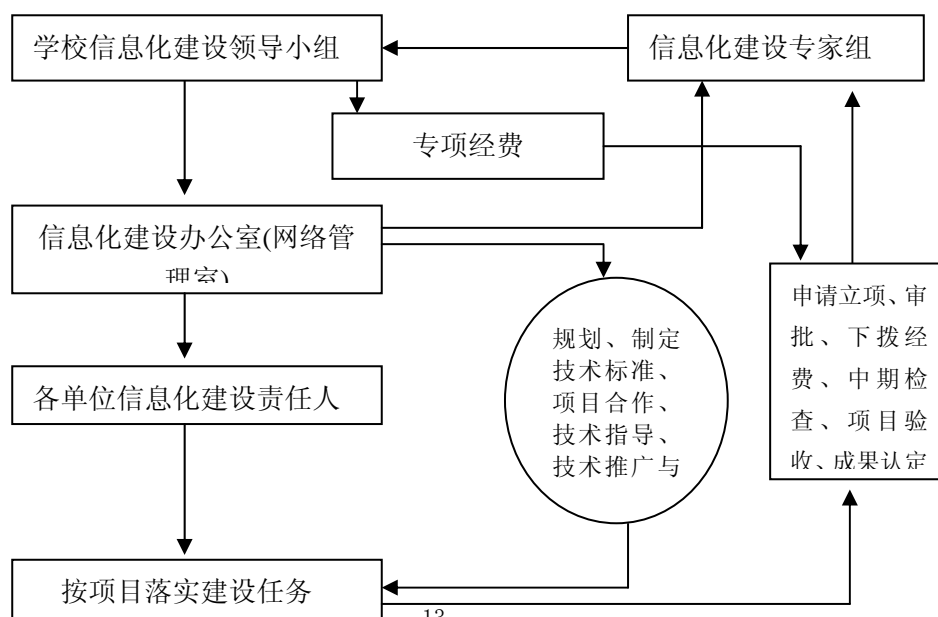 学校信息化建设领导小组
信息化建设专家组
专项经费
信息化建设办公室(网络管
理室)
申请立项、审
批、下拨经
费、中期检
查、项目验
收、成果认定
规划、制定
技术标准、
项目合作、
技术指导、
技术推广与
各单位信息化建设责任人
按项目落实建设任务
13